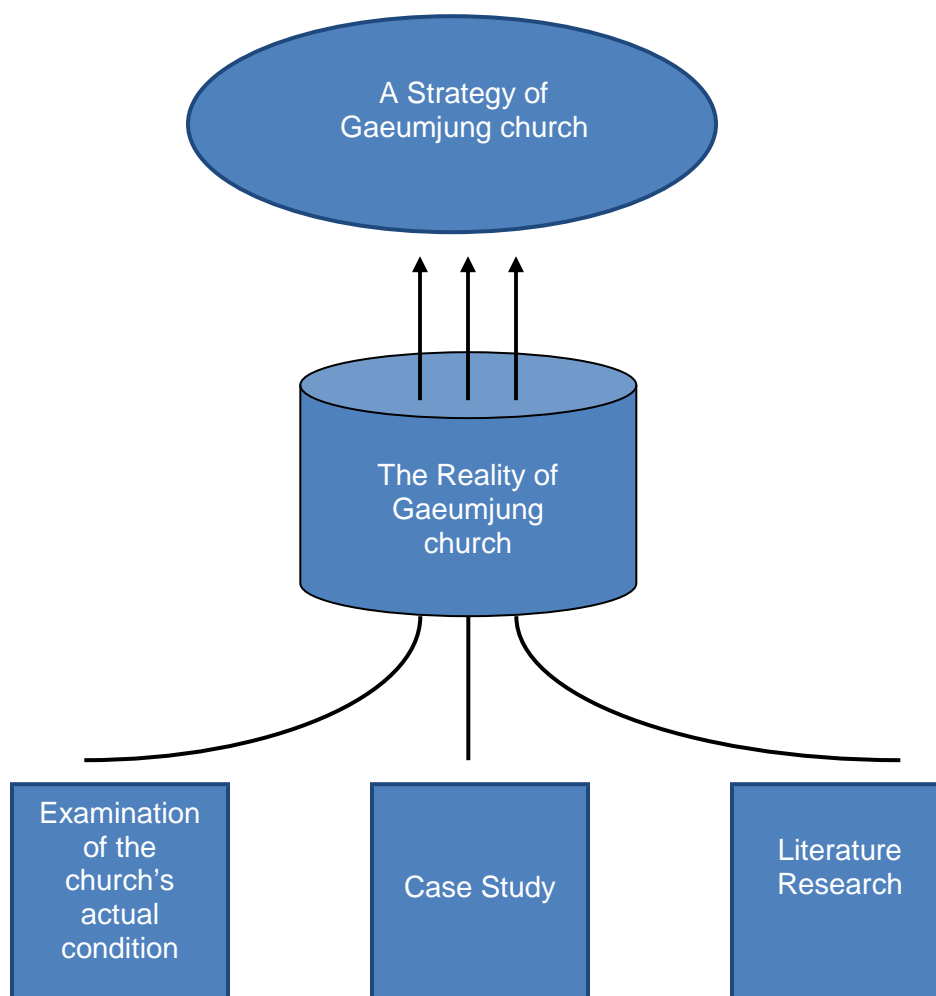 A Strategy of
Gaeumjung church
The Reality of
Gaeumjung
church
Examination
of the
church’s
actual
condition
Case Study
Literature
Research